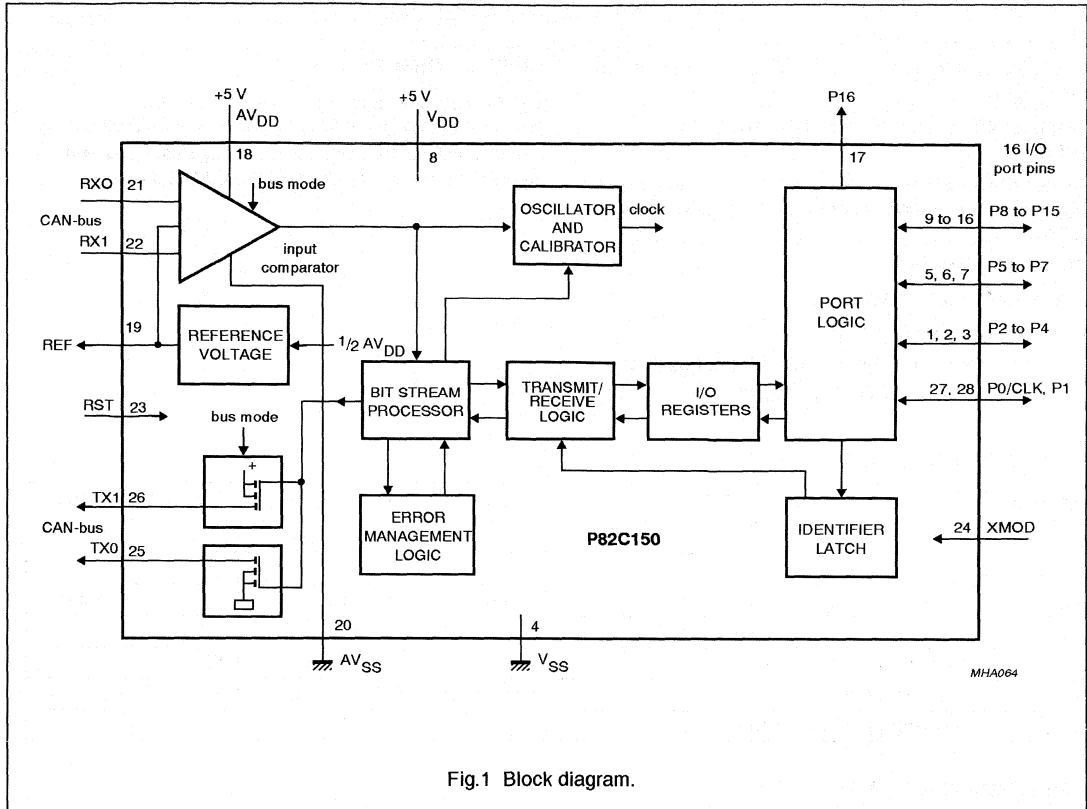 +5 V
AVDD
18
+5 V
VDD
8
P16
17
16 I/O
port pins
RXO 21
bus mode
CAN-bus
RX1 22
input
comparator
OSCILLATOR
AND
CALIBRATOR
clock
9 to 16 P8 to P15
5, 6, 7 P5 to P7
PORT
LOGIC
1, 2, 3 P2 to P4
27, 28 P0/CLK, P1
REF 19
REFERENCE
VOLTAGE
1/2 AVDD
BIT STREAM
PROCESSOR
TRANSMIT/
RECEIVE
LOGIC
I/O
REGISTERS
RST 23
bus mode
+
TX1 26
CAN-bus
TX0 25
ERROR
MANAGEMENT
LOGIC
P82C150
IDENTIFIER
LATCH
24 XMOD
20
AVSS
4
VSS
MHA064
Fig.1 Block diagram.